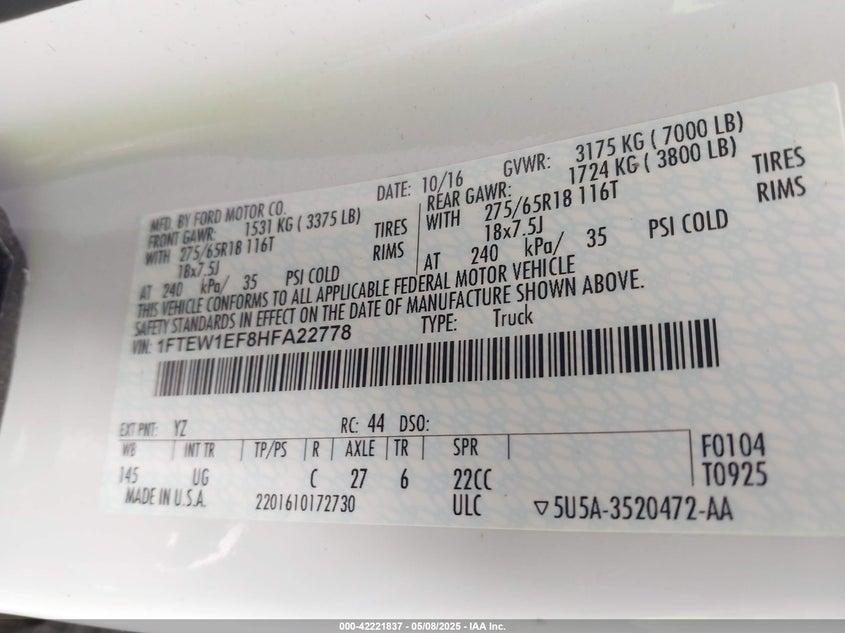 MFD. BY FORD MOTOR CO.
DATE: 10/16 GVWR: 3175 KG ( 7000 LB)
FRONT GAWR: 1531 KG ( 3375 LB)
REAR GAWR: 1724 KG ( 3800 LB)
WITH 275/65R18 116T TIRES
WITH 275/65R18 116T TIRES
18x7.5J RIMS
18x7.5J RIMS
AT 240 kPa/ 35 PSI COLD
AT 240 kPa/ 35 PSI COLD
THIS VEHICLE CONFORMS TO ALL APPLICABLE FEDERAL MOTOR VEHICLE
SAFETY STANDARDS IN EFFECT ON THE DATE OF MANUFACTURE SHOWN ABOVE.
VIN: 1FTEW1EF8HFA22778 TYPE: Truck
EXT PNT: YZ RC: 44 DSO:
WB INT TR TP/PS R AXLE TR SPR F0104
145 UG C 27 6 22CC T0925
MADE IN U.S.A. 2201610172730 ULC ▽5U5A-3520472-AA
000-42221837 - 05/08/2025 - IAA Inc.